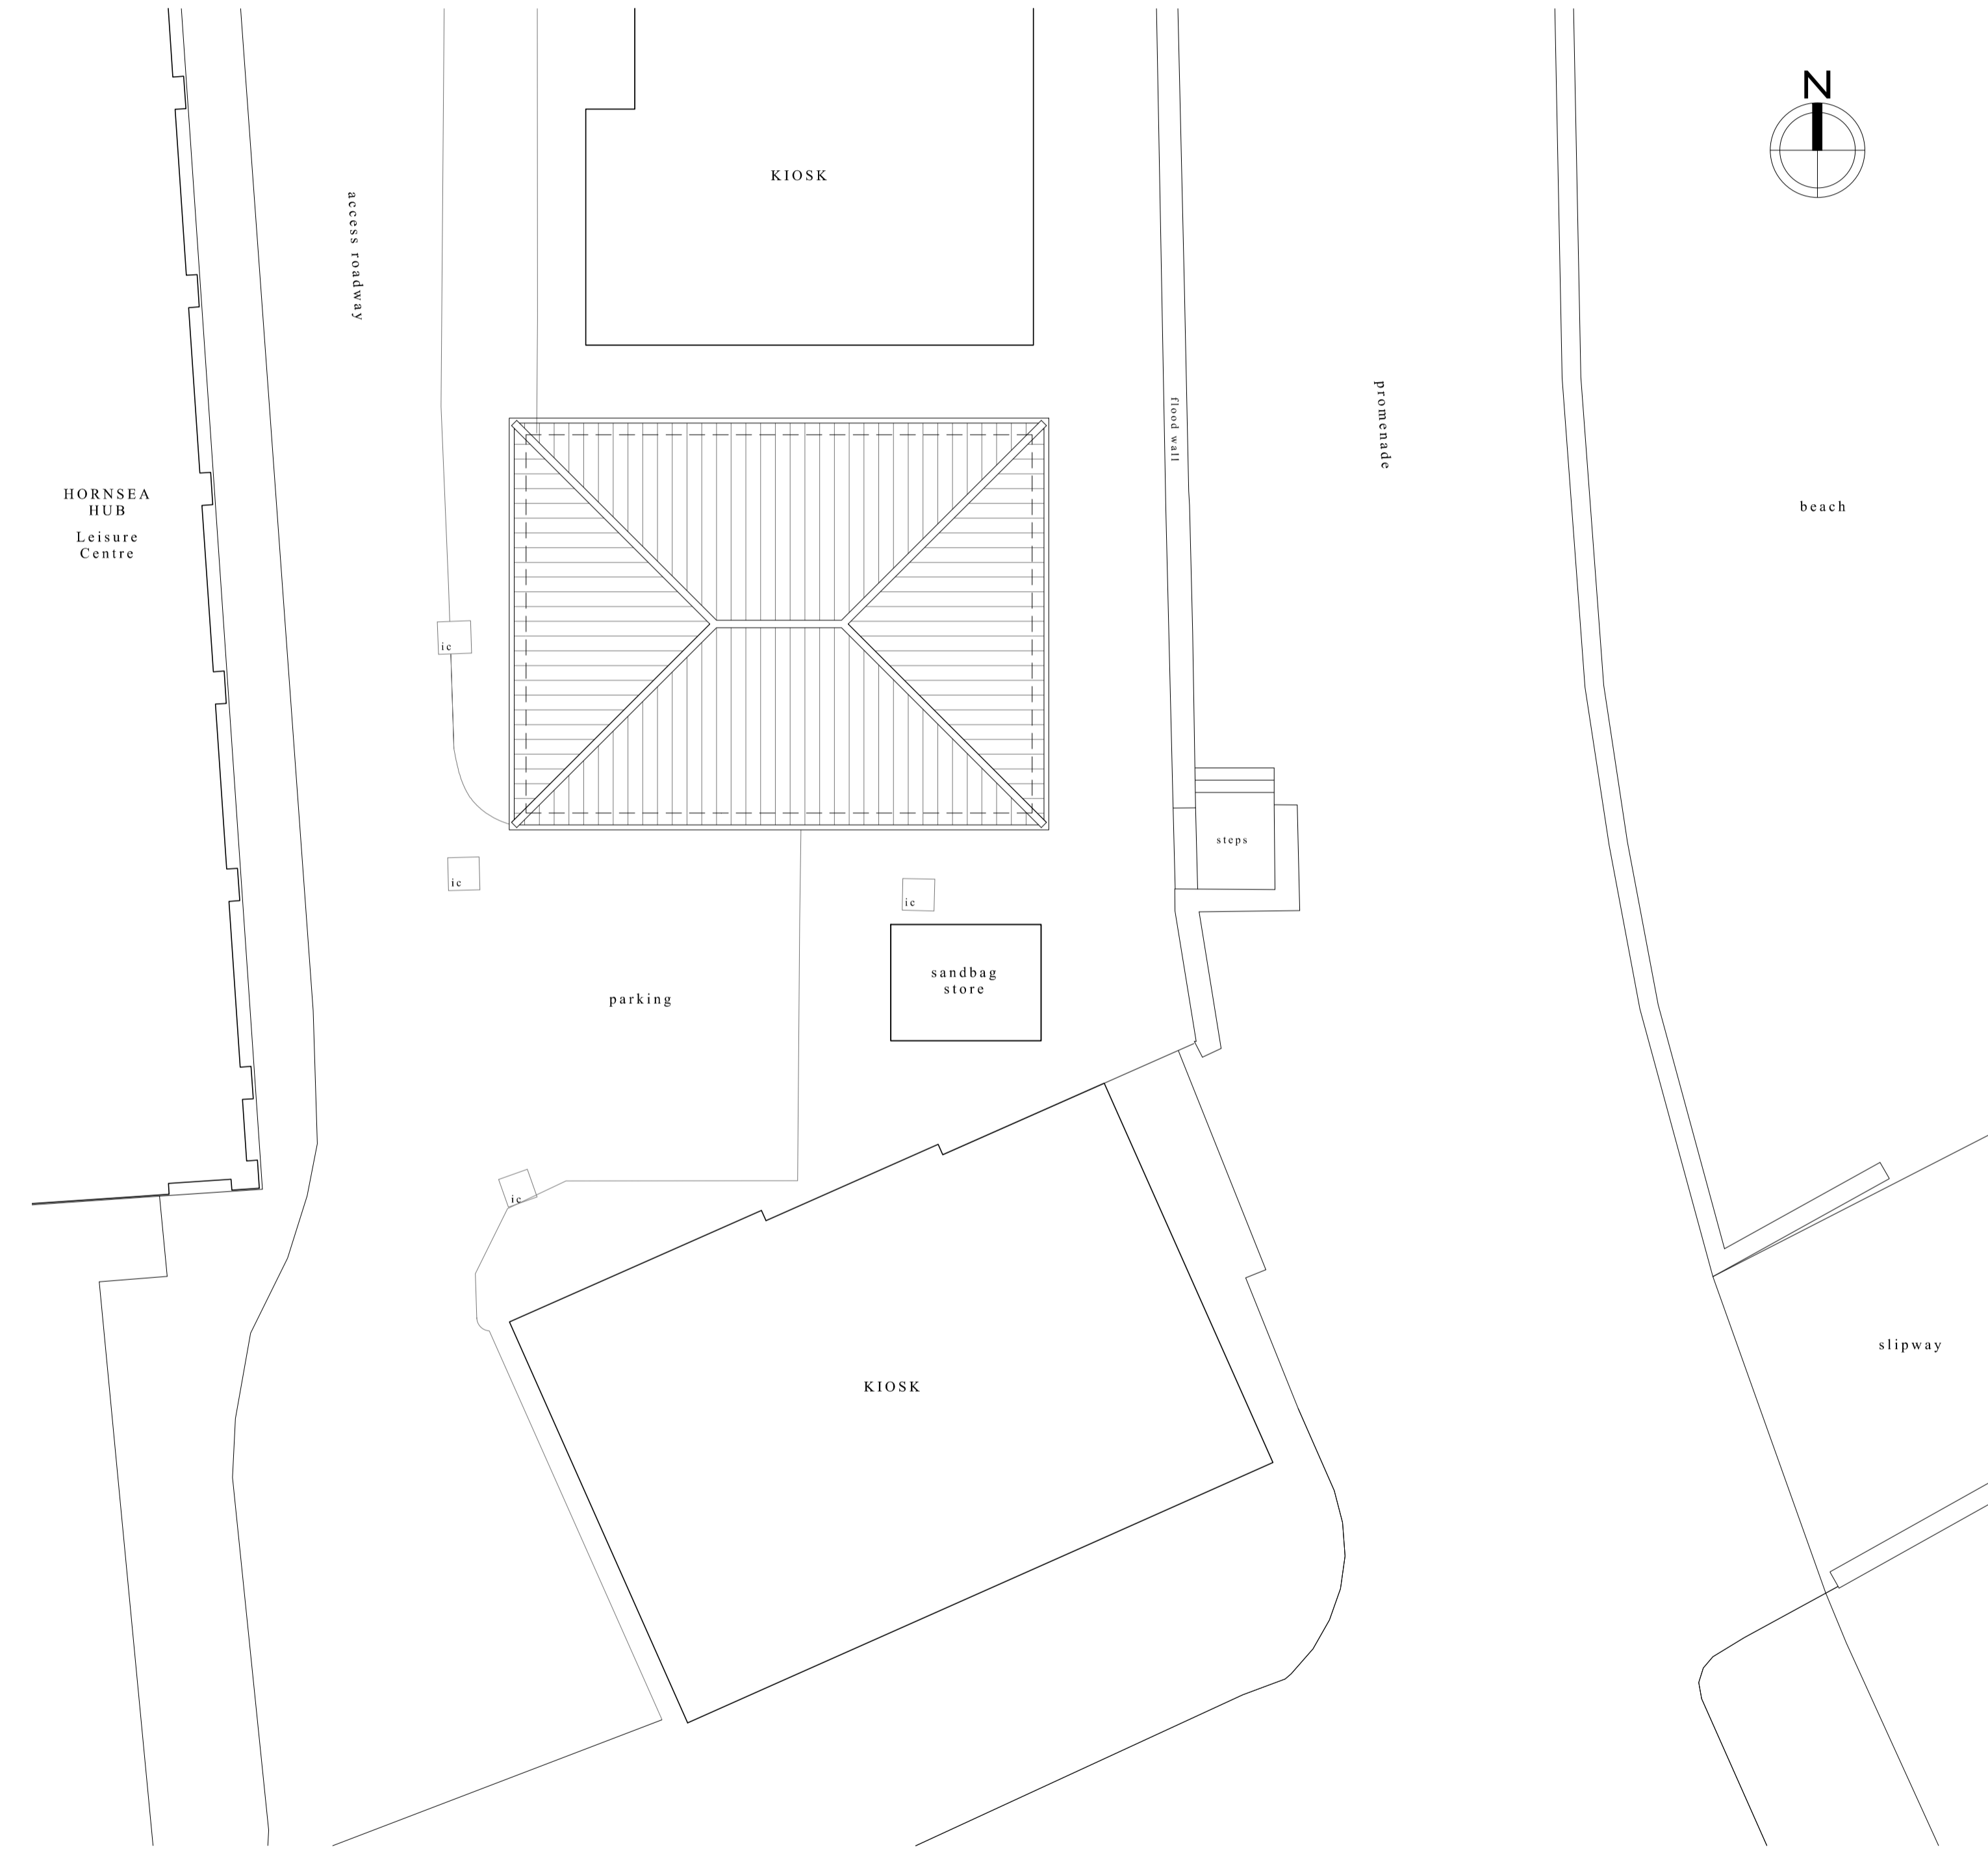 N
KIOSK
access roadway
promenade
flood wall
HORNSEA
HUB
Leisure
Centre
beach
ic
steps
ic
ic
sandbag
store
parking
ic
slipway
KIOSK